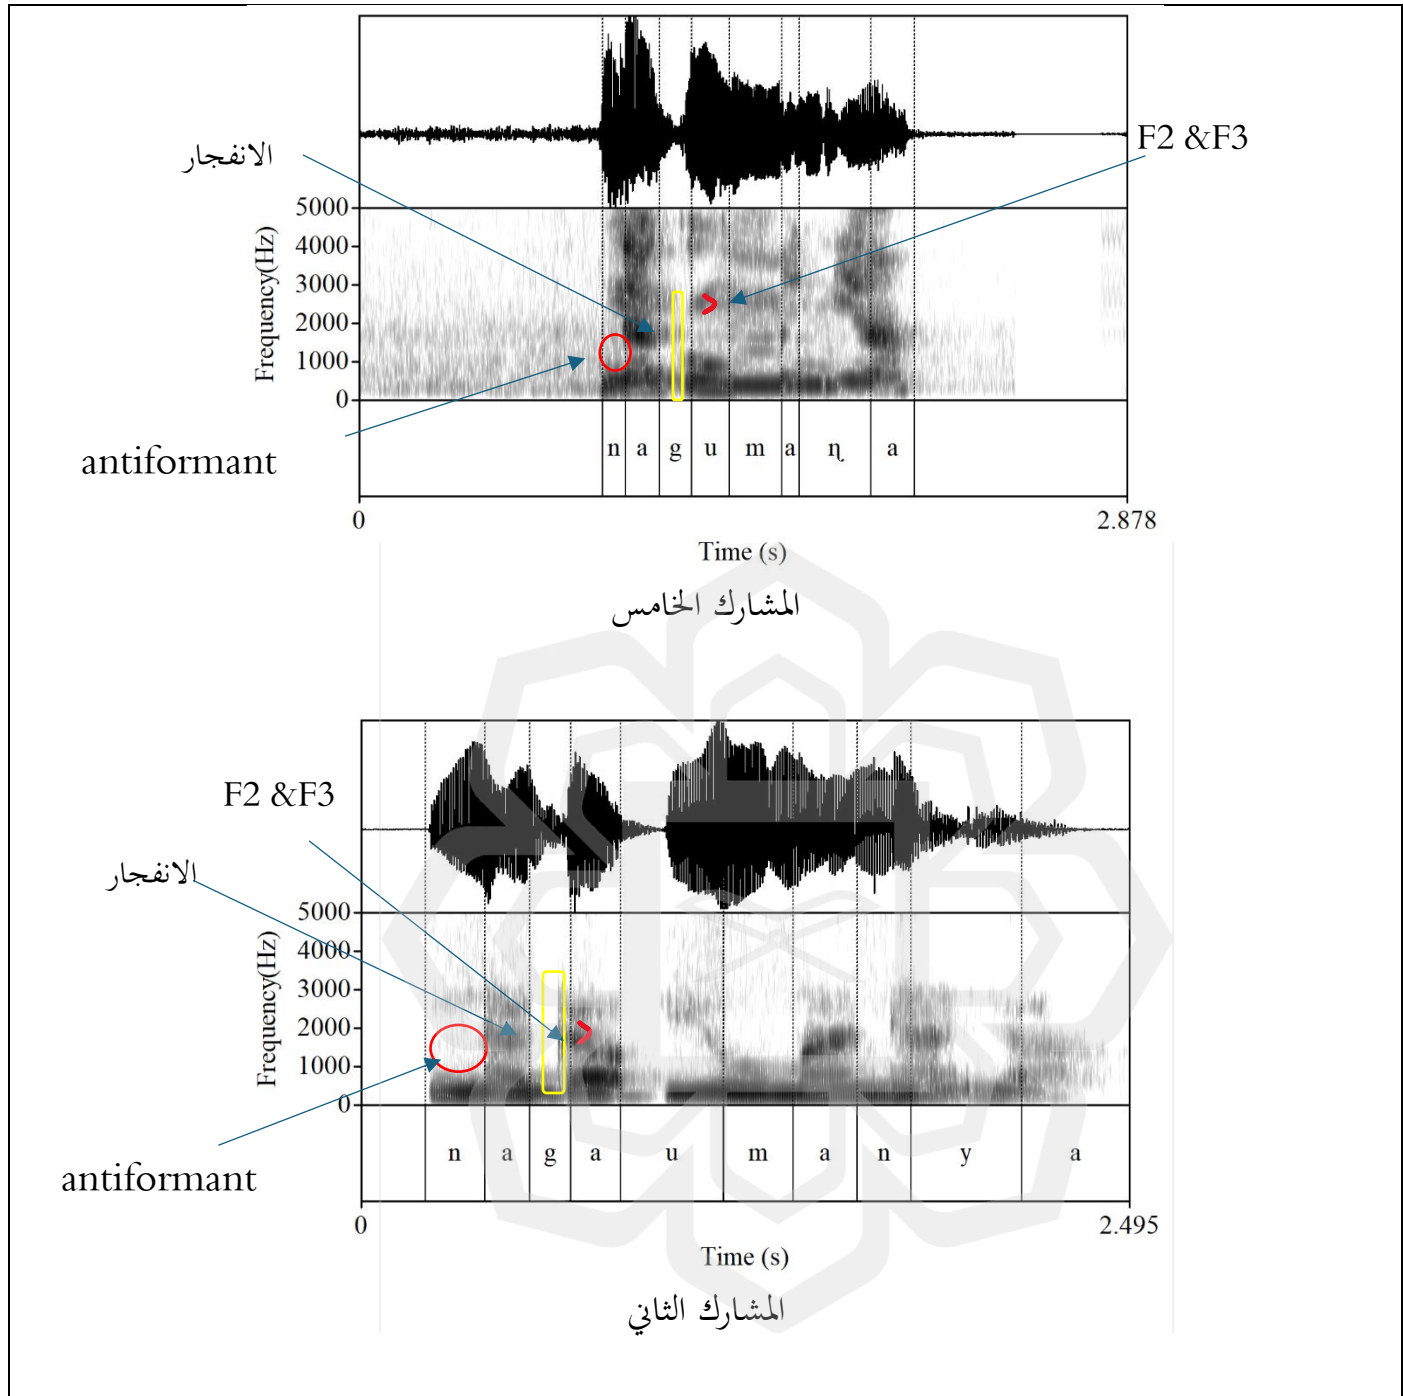 الانفجار
F2 &F3
5000
4000
3000
2000
1000
0
Frequency(Hz)
antiformant
n a g u m a ɳ a
0 2.878
Time (s)
المشارك الخامس
F2 &F3
الانفجار
5000
4000
3000
2000
1000
0
Frequency(Hz)
antiformant
n a g a u m a n y a
0 2.495
Time (s)
المشارك الثاني